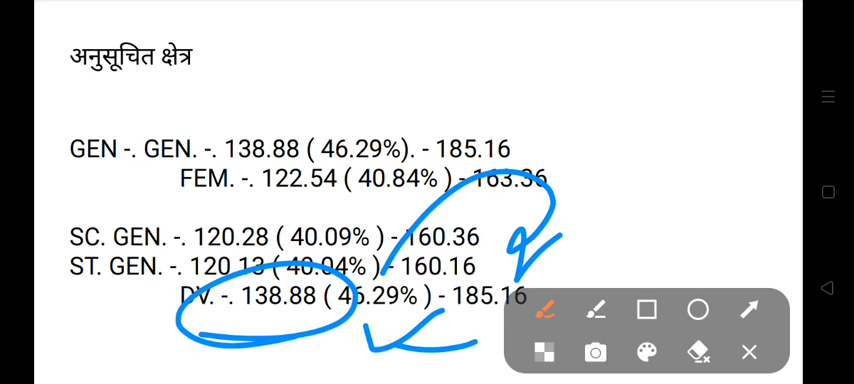 अनुसूचित क्षेत्र
GEN -. GEN. -. 138.88 ( 46.29%). - 185.16
FEM. -. 122.54 ( 40.84% ) - 163.36
SC. GEN. -. 120.28 ( 40.09% ) - 160.36
ST. GEN. -. 120.13 ( 40.04% ) - 160.16
DV. -. 138.88 ( 46.29% ) - 185.16